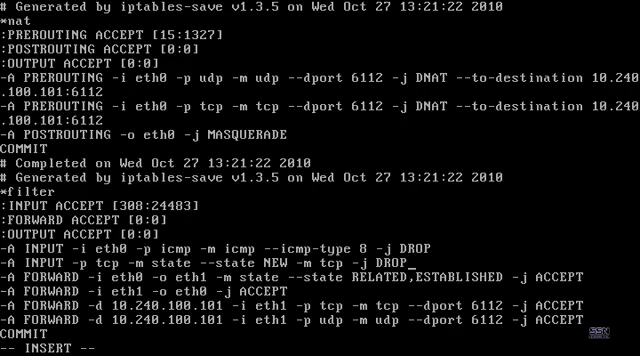 # Generated by iptables-save v1.3.5 on Wed Oct 27 13:21:22 2010
*nat
:PREROUTING ACCEPT [15:1327]
:POSTROUTING ACCEPT [0:0]
:OUTPUT ACCEPT [0:0]
-A PREROUTING -i eth0 -p udp -m udp --dport 6112 -j DNAT --to-destination 10.240
.100.101:6112
-A PREROUTING -i eth0 -p tcp -m tcp --dport 6112 -j DNAT --to-destination 10.240
.100.101:6112
-A POSTROUTING -o eth0 -j MASQUERADE
COMMIT
# Completed on Wed Oct 27 13:21:22 2010
# Generated by iptables-save v1.3.5 on Wed Oct 27 13:21:22 2010
*filter
:INPUT ACCEPT [308:24483]
:FORWARD ACCEPT [0:0]
:OUTPUT ACCEPT [0:0]
-A INPUT -i eth0 -p icmp -m icmp --icmp-type 8 -j DROP
-A INPUT -p tcp -m state --state NEW -m tcp -j DROP
-A FORWARD -i eth0 -o eth1 -m state --state RELATED,ESTABLISHED -j ACCEPT
-A FORWARD -i eth1 -o eth0 -j ACCEPT
-A FORWARD -d 10.240.100.101 -i eth1 -p tcp -m tcp --dport 6112 -j ACCEPT
-A FORWARD -d 10.240.100.101 -i eth1 -p udp -m udp --dport 6112 -j ACCEPT
COMMIT
-- INSERT --
SSN